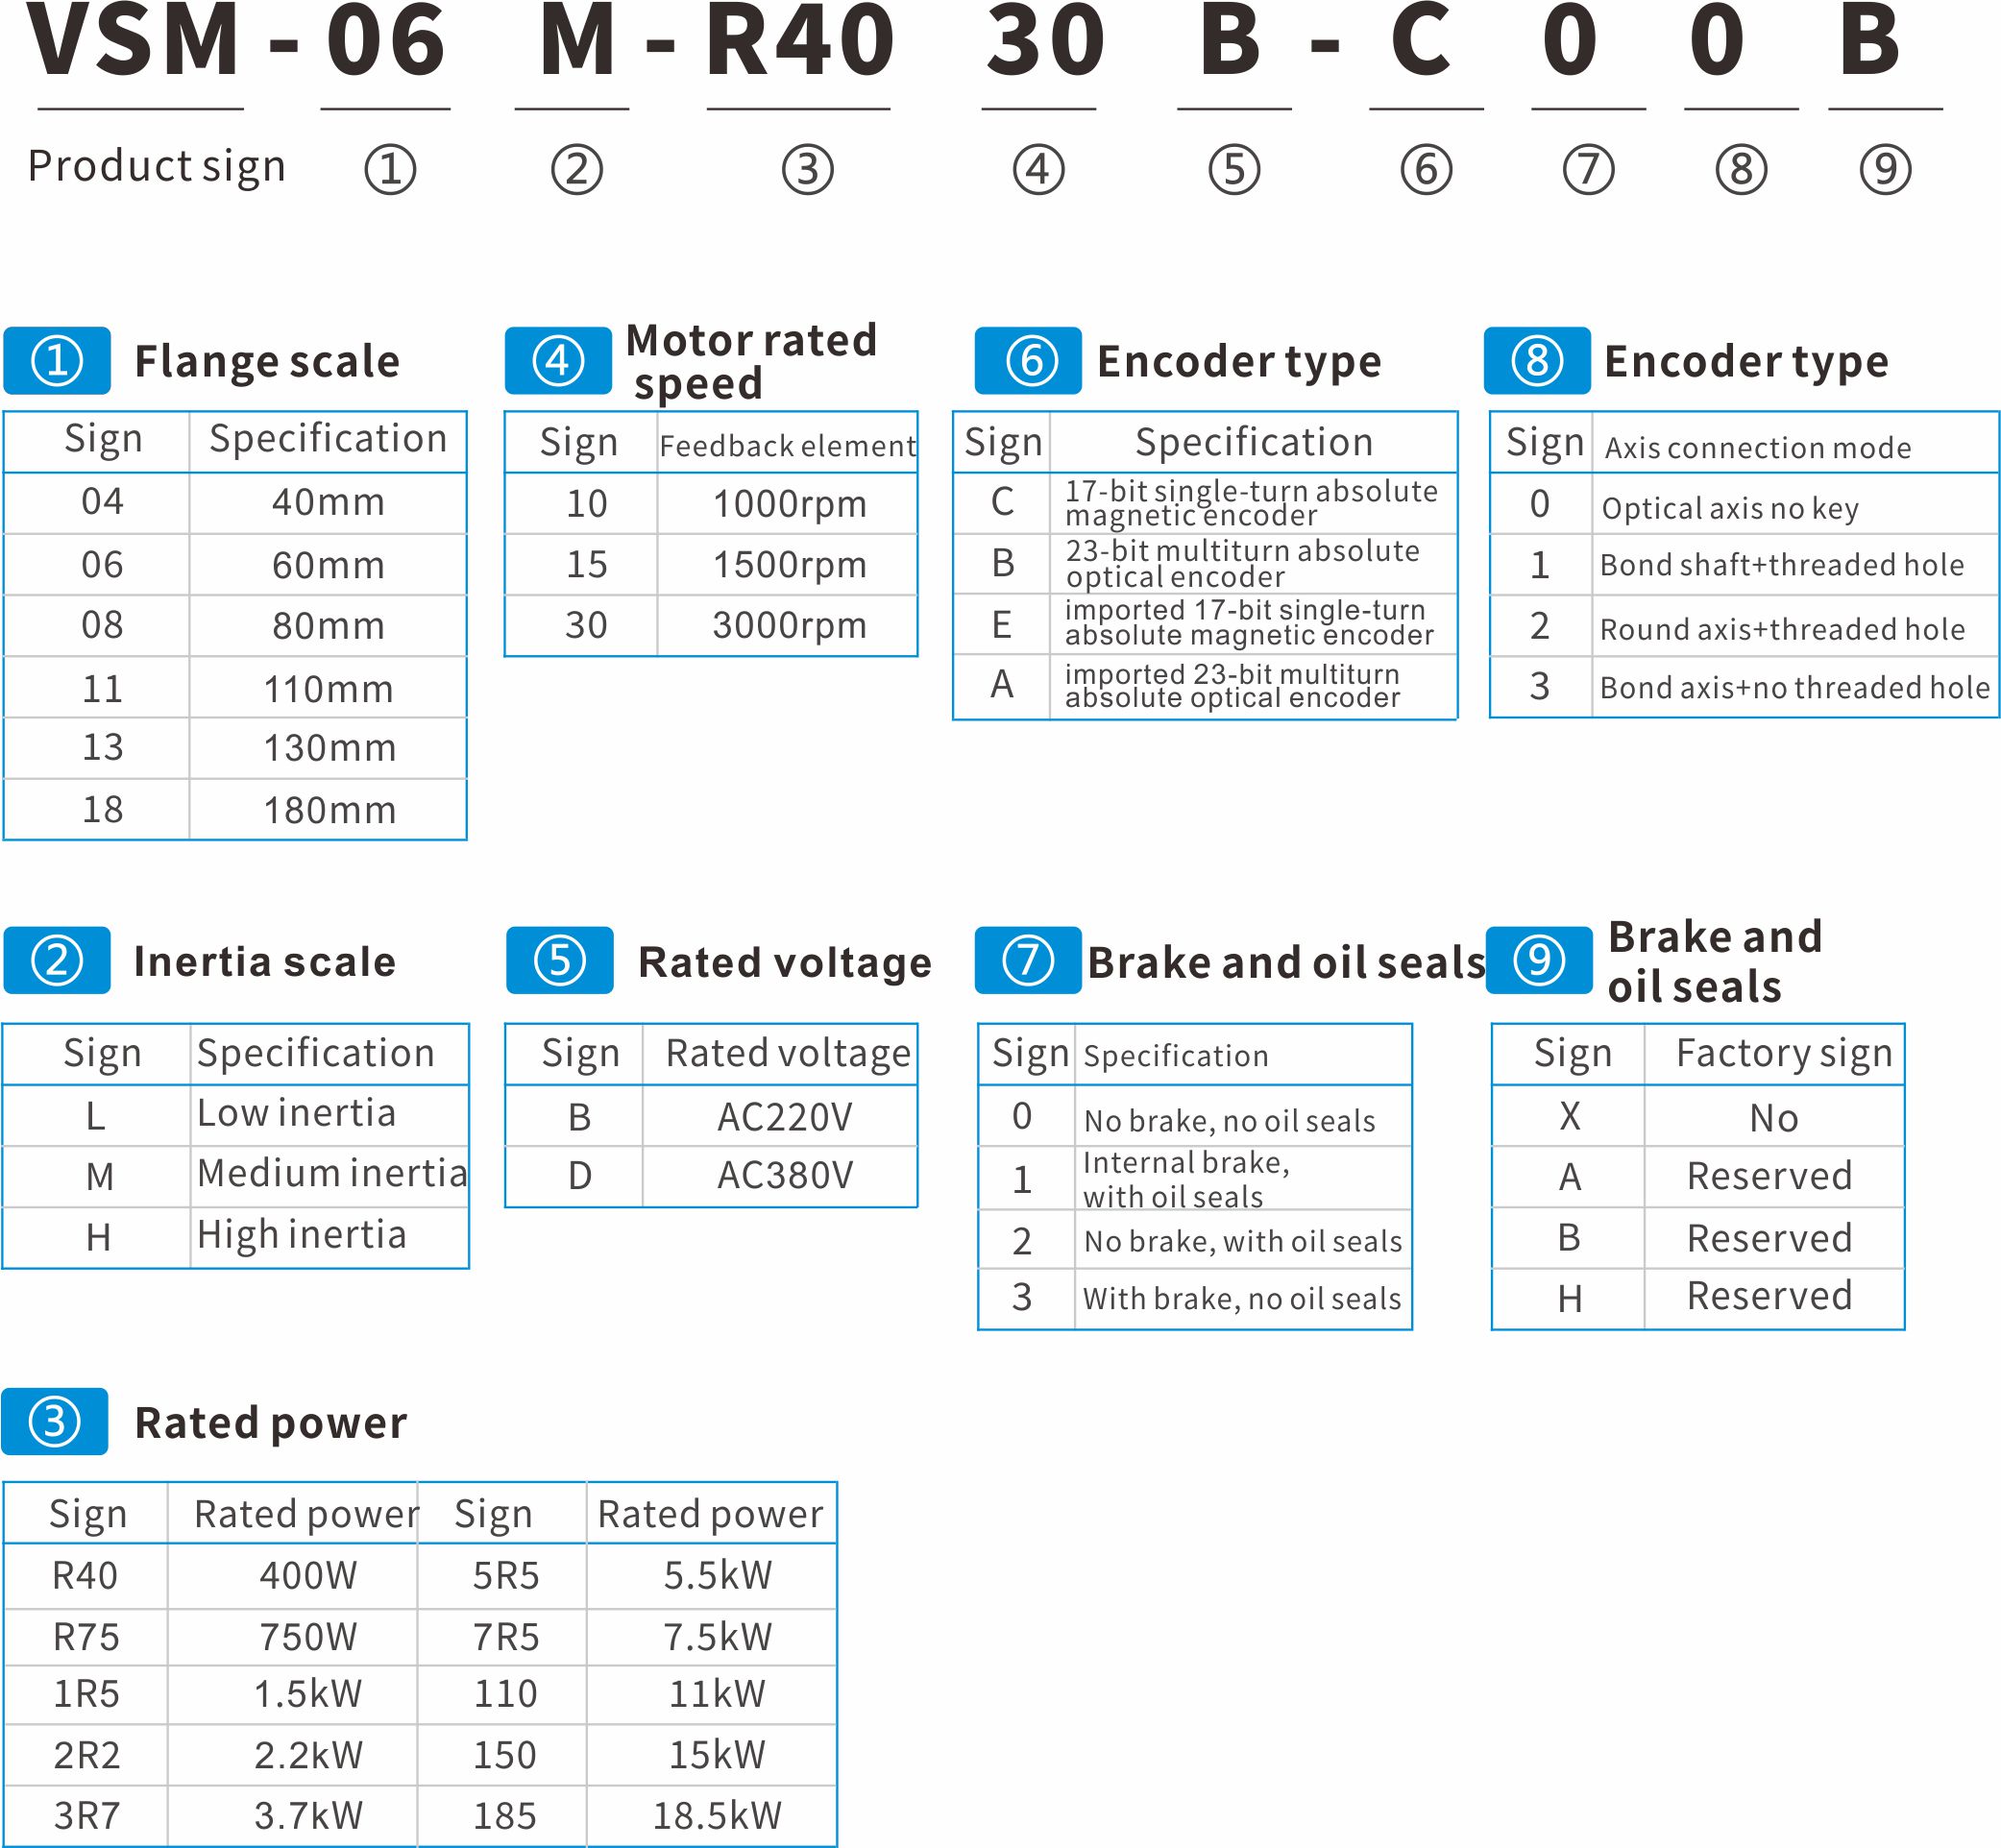 VSM - 06 M - R40 30 B - C 0 0 B
Product sign ① ② ③ ④ ⑤ ⑥ ⑦ ⑧ ⑨
① Flange scale
Sign Specification
04 40mm
06 60mm
08 80mm
11 110mm
13 130mm
18 180mm
④ Motor rated
speed
Sign Feedback element
10 1000rpm
15 1500rpm
30 3000rpm
⑥ Encoder type
Sign Specification
C 17-bit single-turn absolute
magnetic encoder
B 23-bit multiturn absolute
optical encoder
E imported 17-bit single-turn
absolute magnetic encoder
A imported 23-bit multiturn
absolute optical encoder
⑧ Encoder type
Sign Axis connection mode
0 Optical axis no key
1 Bond shaft+threaded hole
2 Round axis+threaded hole
3 Bond axis+no threaded hole
② Inertia scale
Sign Specification
L Low inertia
M Medium inertia
H High inertia
⑤ Rated voltage
Sign Rated voltage
B AC220V
D AC380V
⑦ Brake and oil seals
Sign Specification
0 No brake, no oil seals
1 Internal brake,
with oil seals
2 No brake, with oil seals
3 With brake, no oil seals
⑨ Brake and
oil seals
Sign Factory sign
X No
A Reserved
B Reserved
H Reserved
③ Rated power
Sign Rated power Sign Rated power
R40 400W 5R5 5.5kW
R75 750W 7R5 7.5kW
1R5 1.5kW 110 11kW
2R2 2.2kW 150 15kW
3R7 3.7kW 185 18.5kW